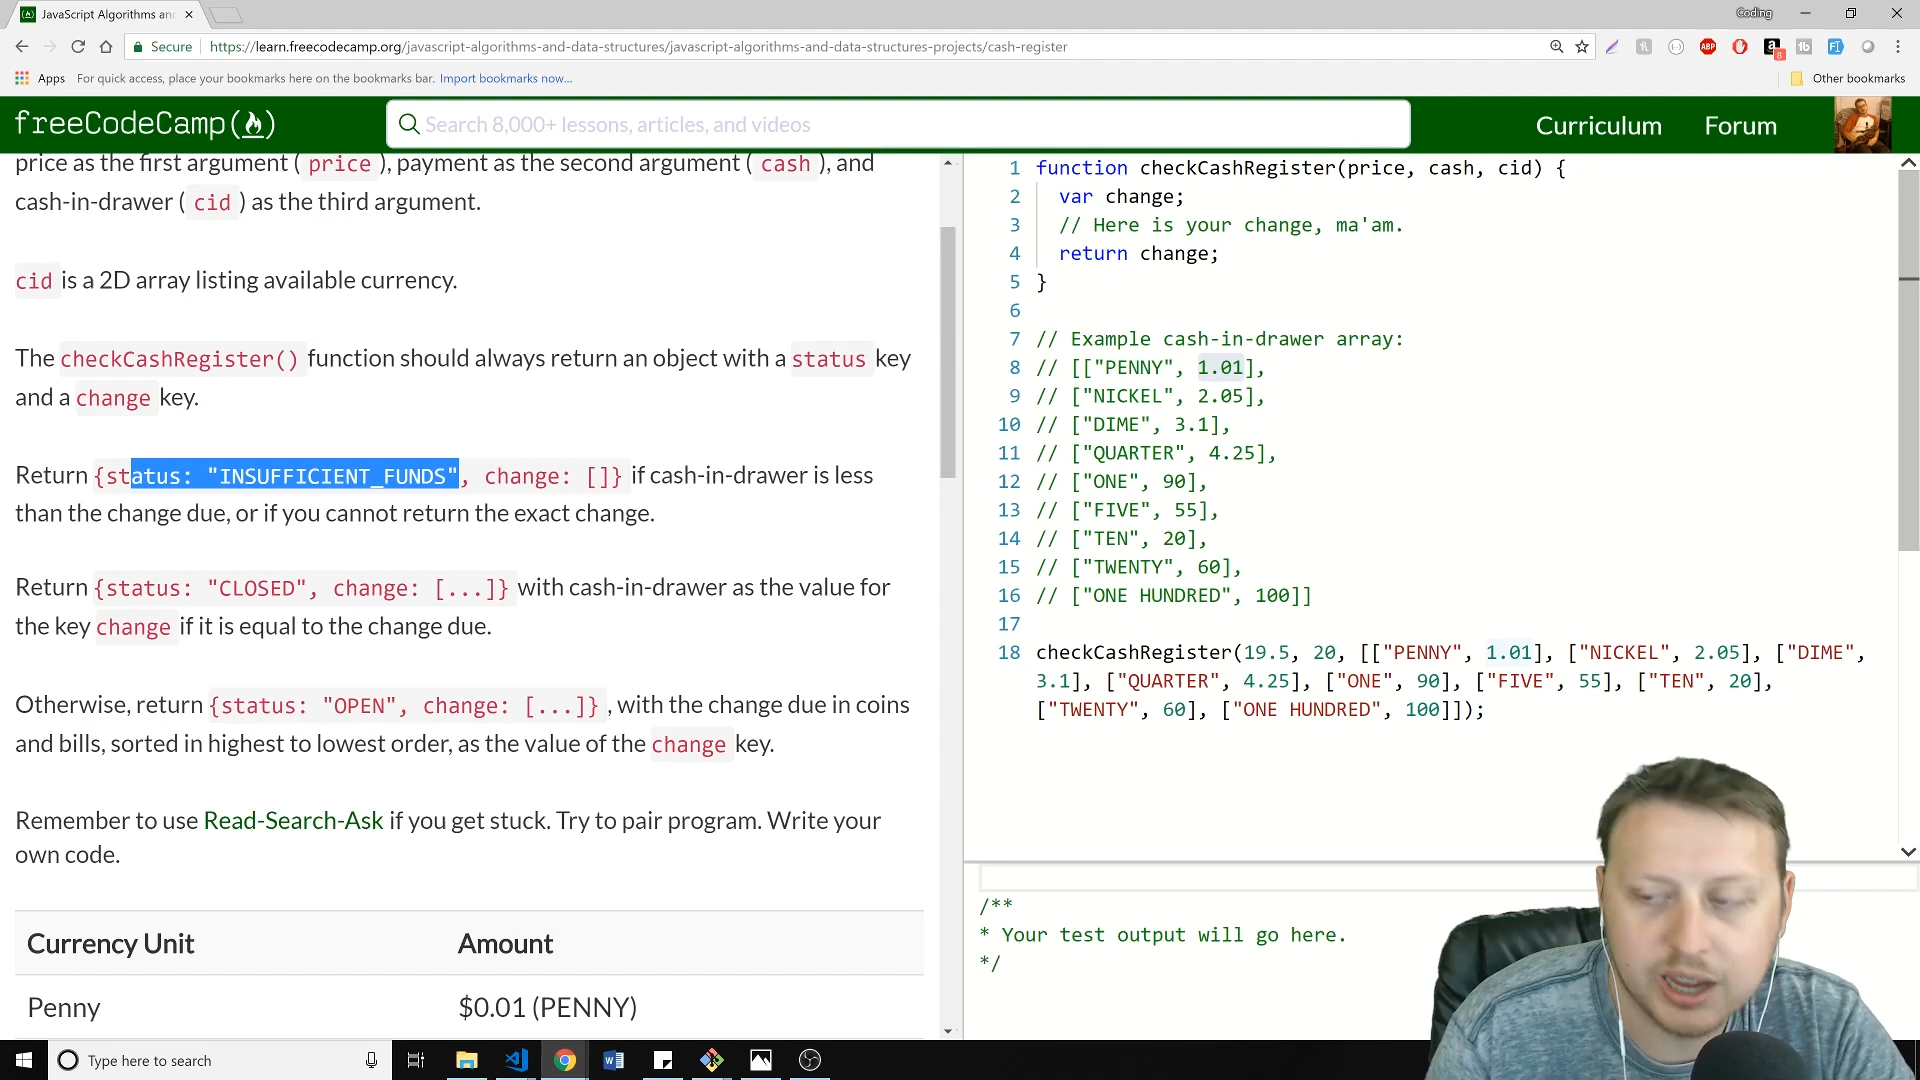 JavaScript Algorithms an
Coding
Secure
https://learn.freecodecamp.org/javascript-algorithms-and-data-structures/javascript-algorithms-and-data-structures-projects/cash-register
Apps
For quick access, place your bookmarks here on the bookmarks bar. Import bookmarks now...
Other bookmarks
freeCodeCamp
Search 8,000+ lessons, articles, and videos
Curriculum
Forum
price as the first argument ( price ), payment as the second argument ( cash ), and
cash-in-drawer ( cid ) as the third argument.
cid is a 2D array listing available currency.
The checkCashRegister() function should always return an object with a status key
and a change key.
Return {status: "INSUFFICIENT_FUNDS", change: []} if cash-in-drawer is less
than the change due, or if you cannot return the exact change.
Return {status: "CLOSED", change: [...]} with cash-in-drawer as the value for
the key change if it is equal to the change due.
Otherwise, return {status: "OPEN", change: [...]} , with the change due in coins
and bills, sorted in highest to lowest order, as the value of the change key.
Remember to use Read-Search-Ask if you get stuck. Try to pair program. Write your
own code.
Currency Unit
Amount
Penny
$0.01 (PENNY)
1 function checkCashRegister(price, cash, cid) {
2 var change;
3 // Here is your change, ma'am.
4 return change;
5 }
6
7 // Example cash-in-drawer array:
8 // [["PENNY", 1.01],
9 // ["NICKEL", 2.05],
10 // ["DIME", 3.1],
11 // ["QUARTER", 4.25],
12 // ["ONE", 90],
13 // ["FIVE", 55],
14 // ["TEN", 20],
15 // ["TWENTY", 60],
16 // ["ONE HUNDRED", 100]]
17
18 checkCashRegister(19.5, 20, [["PENNY", 1.01], ["NICKEL", 2.05], ["DIME",
3.1], ["QUARTER", 4.25], ["ONE", 90], ["FIVE", 55], ["TEN", 20],
["TWENTY", 60], ["ONE HUNDRED", 100]]);
/**
* Your test output will go here.
*/
Type here to search